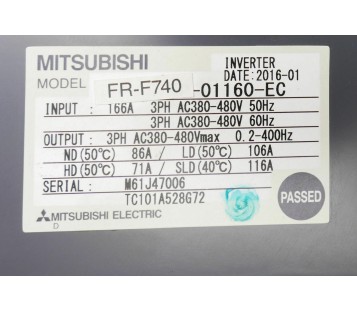 MITSUBISHI INVERTER
DATE:2016-01
MODEL FR-F740 -01160-EC
INPUT : 166A 3PH AC380-480V 50Hz
3PH AC380-480V 60Hz
OUTPUT : 3PH AC380-480Vmax 0.2-400Hz
ND(50℃) 86A/ LD(50℃) 106A
HD(50℃) 71A/ SLD(40℃) 116A
SERIAL : M61J47006
TC101A528G72
PASSED
MITSUBISHI ELECTRIC
D